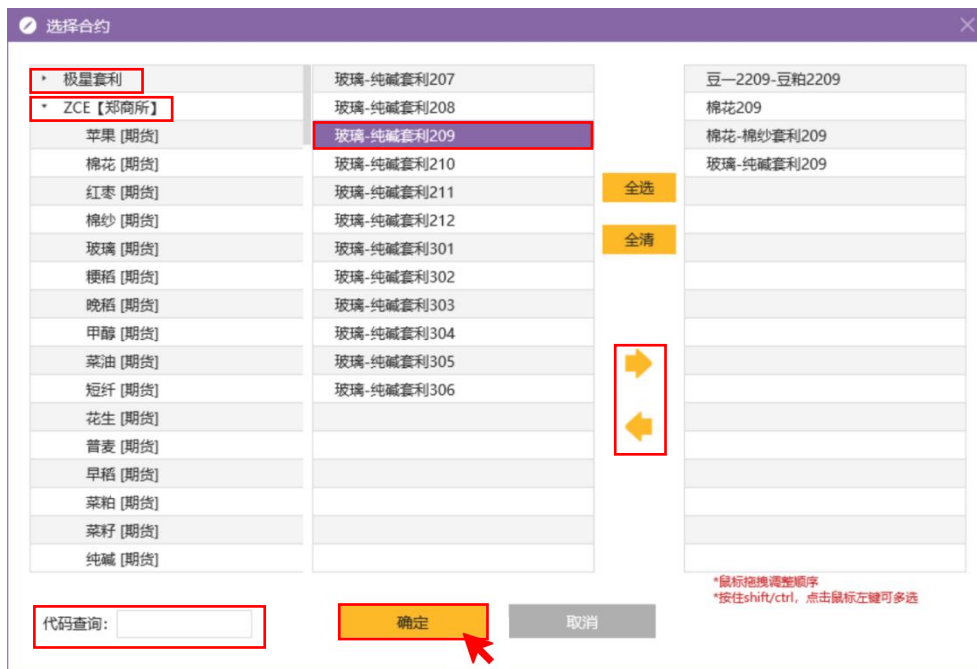 选择合约
极星套利
ZCE【郑商所】
苹果 [期货]
棉花 [期货]
红枣 [期货]
棉纱 [期货]
玻璃 [期货]
粳稻 [期货]
晚稻 [期货]
甲醇 [期货]
菜油 [期货]
短纤 [期货]
花生 [期货]
普麦 [期货]
早稻 [期货]
菜粕 [期货]
菜籽 [期货]
纯碱 [期货]
玻璃-纯碱套利207
玻璃-纯碱套利208
玻璃-纯碱套利209
玻璃-纯碱套利210
玻璃-纯碱套利211
玻璃-纯碱套利212
玻璃-纯碱套利301
玻璃-纯碱套利302
玻璃-纯碱套利303
玻璃-纯碱套利304
玻璃-纯碱套利305
玻璃-纯碱套利306
全选
全清
豆一2209-豆粕2209
棉花209
棉花-棉纱套利209
玻璃-纯碱套利209
*鼠标拖拽调整顺序
*按住shift/ctrl，点击鼠标左键可多选
代码查询：
确定
取消